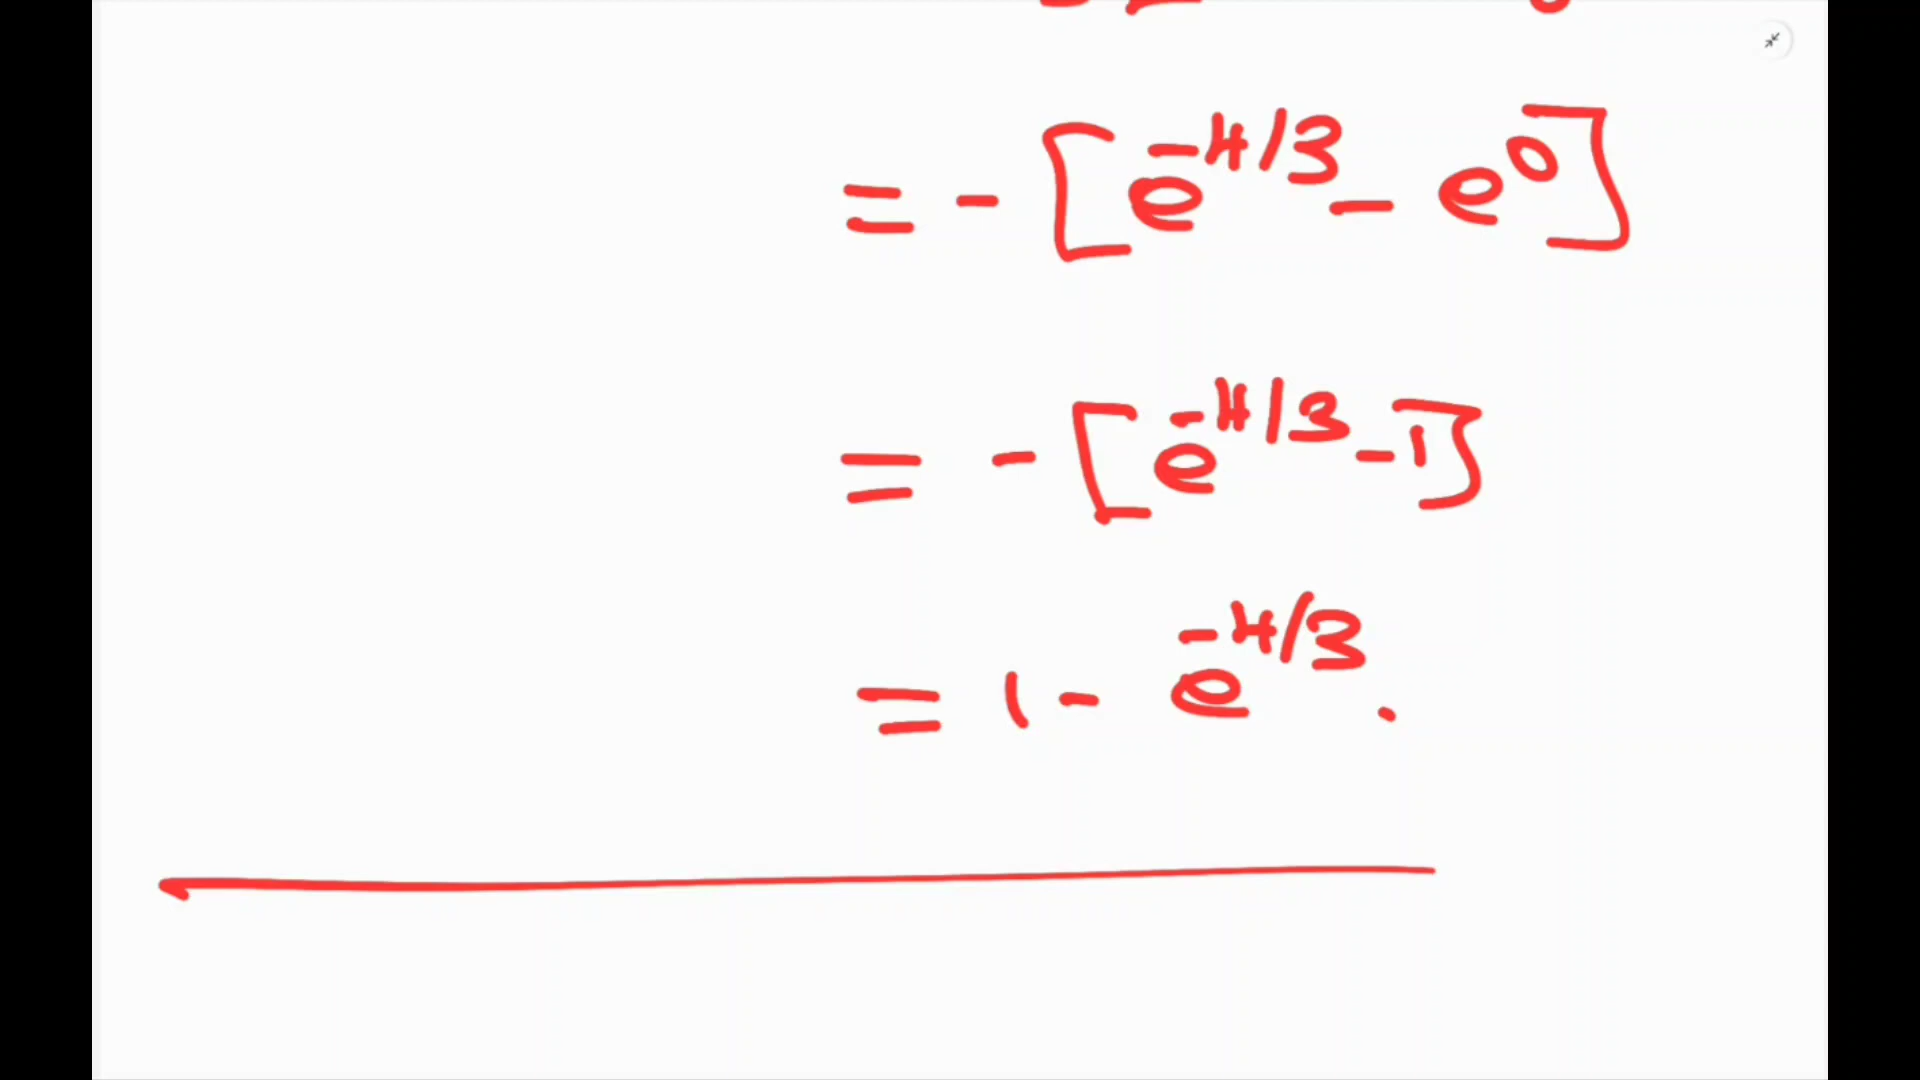 = - [e^{-4/3} - e^0]
= - [e^{-4/3} - 1]
= 1 - e^{-4/3}.